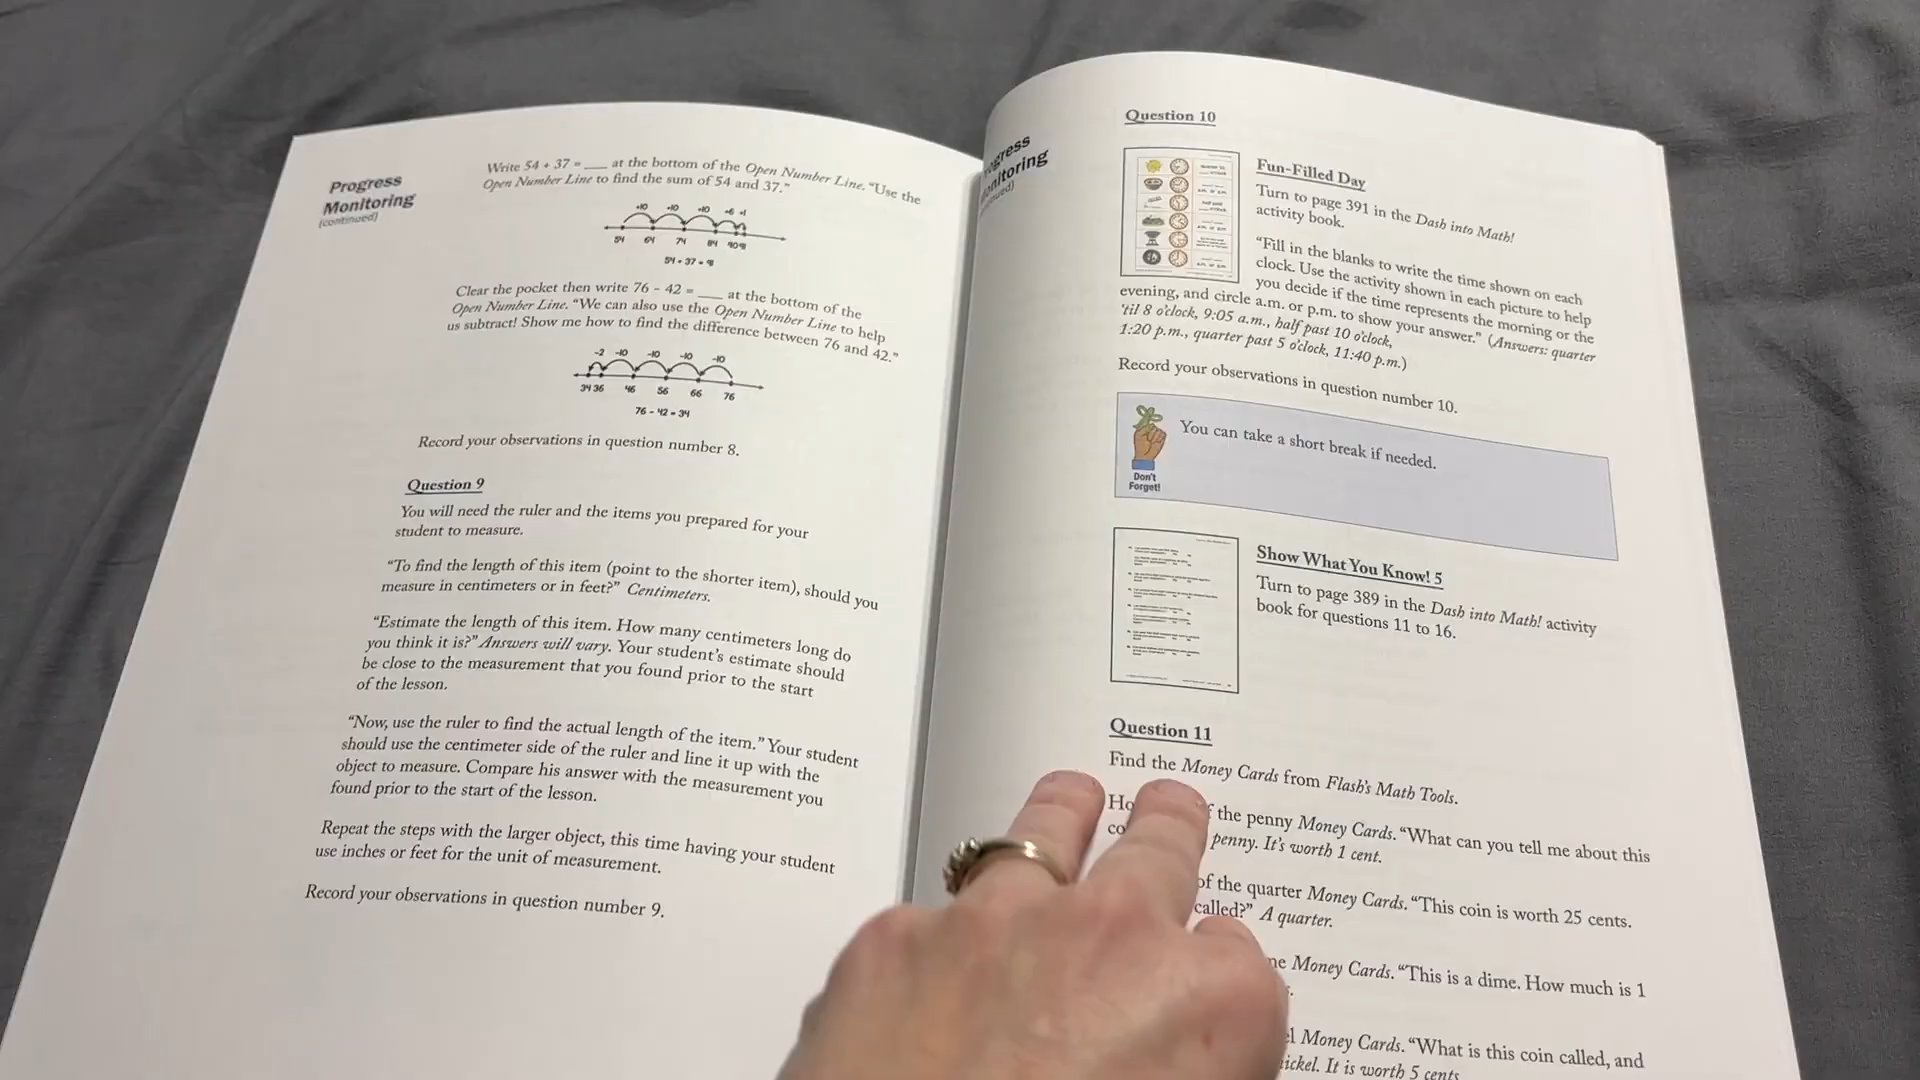 Progress
Monitoring
(continued)
Write 54 + 37 = ___ at the bottom of the Open Number Line. “Use the
Open Number Line to find the sum of 54 and 37.”
+10 +10 +10 +6 +1
54 64 74 84 90 91
54 + 37 = 91
Clear the pocket then write 76 - 42 = ___ at the bottom of the
Open Number Line. “We can also use the Open Number Line to help
us subtract! Show me how to find the difference between 76 and 42.”
-2 -10 -10 -10 -10
34 36 46 56 66 76
76 - 42 = 34
Record your observations in question number 8.
Question 9
You will need the ruler and the items you prepared for your
student to measure.
“To find the length of this item (point to the shorter item), should you
measure in centimeters or in feet?” Centimeters.
“Estimate the length of this item. How many centimeters long do
you think it is?” Answers will vary. Your student’s estimate should
be close to the measurement that you found prior to the start
of the lesson.
“Now, use the ruler to find the actual length of the item.” Your student
should use the centimeter side of the ruler and line it up with the
object to measure. Compare his answer with the measurement you
found prior to the start of the lesson.
Repeat the steps with the larger object, this time having your student
use inches or feet for the unit of measurement.
Record your observations in question number 9.
ogress
onitoring
Question 10
Fun-Filled Day
Turn to page 391 in the Dash into Math!
activity book.
“Fill in the blanks to write the time shown on each
clock. Use the activity shown in each picture to help
you decide if the time represents the morning or the
evening, and circle a.m. or p.m. to show your answer.” (Answers: quarter
’til 8 o’clock, 9:05 a.m., half past 10 o’clock,
1:20 p.m., quarter past 5 o’clock, 11:40 p.m.)
Record your observations in question number 10.
You can take a short break if needed.
Don't
Forget!
Show What You Know! 5
Turn to page 389 in the Dash into Math! activity
book for questions 11 to 16.
Question 11
Find the Money Cards from Flash’s Math Tools.
Ho f the penny Money Cards. “What can you tell me about this
co penny. It’s worth 1 cent.
of the quarter Money Cards. “This coin is worth 25 cents.
called?” A quarter.
ne Money Cards. “This is a dime. How much is 1
el Money Cards. “What is this coin called, and
ickel. It is worth 5 cents